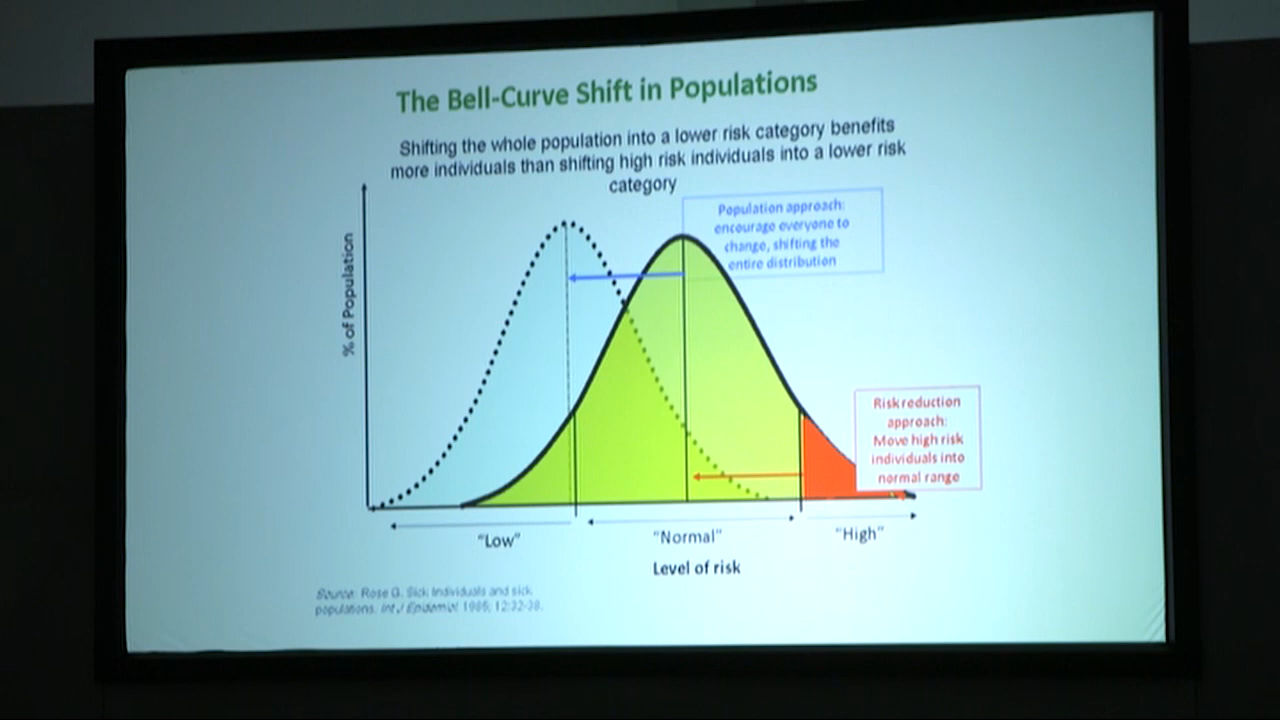 The Bell-Curve Shift in Populations
Shifting the whole population into a lower risk category benefits
more individuals than shifting high risk individuals into a lower risk
category
Population approach:
encourage everyone to
change, shifting the
entire distribution
% of Population
Risk reduction
approach:
Move high risk
individuals into
normal range
"Low"
"Normal"
"High"
Level of risk
Source: Rose G. Sick individuals and sick
populations. Int J Epidemiol. 1985; 12:32-38.